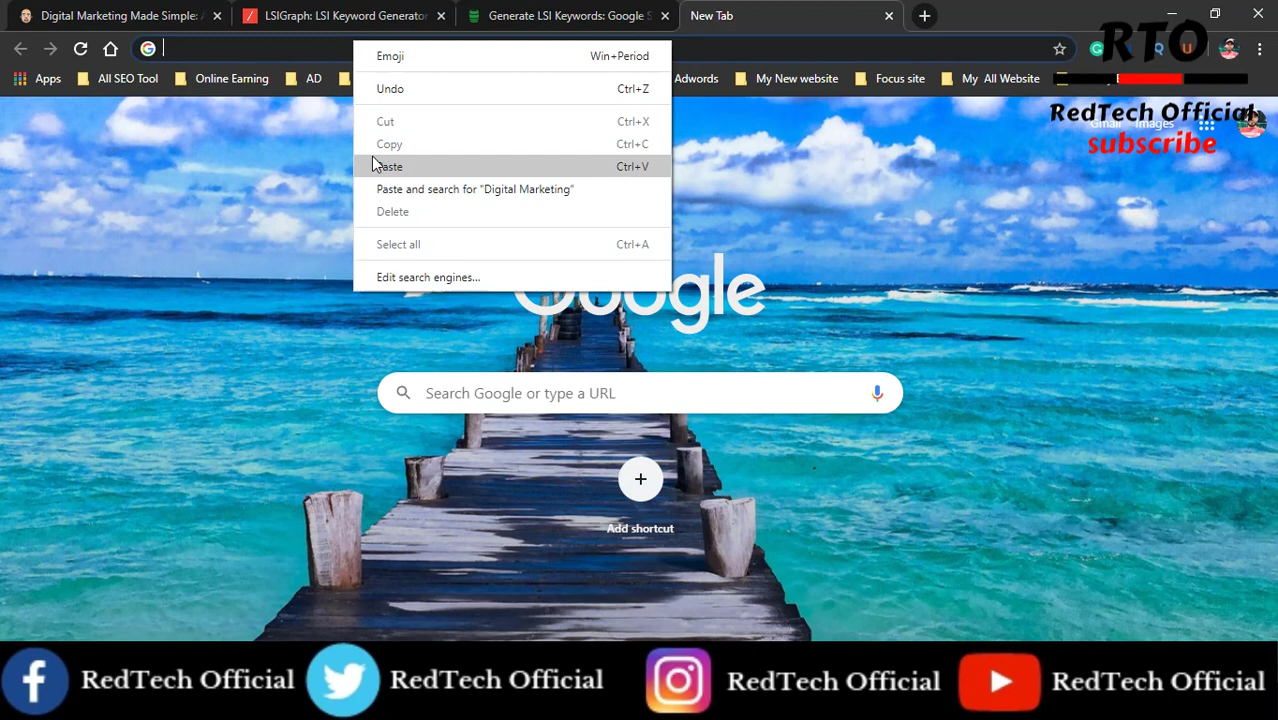 Digital Marketing Made Simple: A
LSIGraph: LSI Keyword Generator
Generate LSI Keywords: Google S
New Tab
Apps
All SEO Tool
Online Earning
AD
Adwords
My New website
Focus site
My All Website
Emoji Win+Period
Undo Ctrl+Z
Cut Ctrl+X
Copy Ctrl+C
Paste Ctrl+V
Paste and search for "Digital Marketing"
Delete
Select all Ctrl+A
Edit search engines...
RTO
RedTech Official
subscribe
Gmail Images
Google
Search Google or type a URL
Add shortcut
RedTech Official
RedTech Official
RedTech Official
RedTech Official